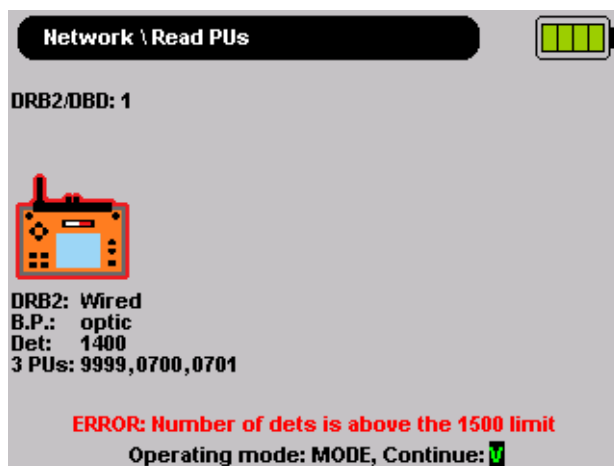 Network \ Read PUs
DRB2/DBD: 1
DRB2: Wired
B.P.: optic
Det: 1400
3 PUs: 9999,0700,0701
ERROR: Number of dets is above the 1500 limit
Operating mode: MODE, Continue: V